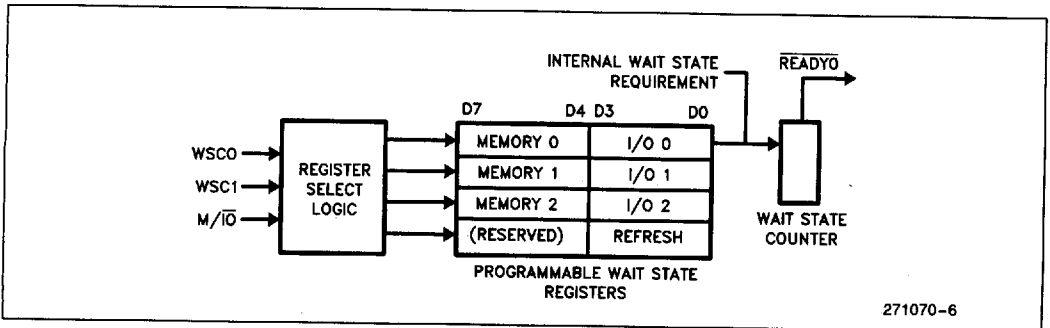 INTERNAL WAIT STATE
REQUIREMENT
READYO
D7 D4 D3 D0
WSC0
WSC1
M/IO
REGISTER
SELECT
LOGIC
MEMORY 0 I/O 0
MEMORY 1 I/O 1
MEMORY 2 I/O 2
(RESERVED) REFRESH
WAIT STATE
COUNTER
PROGRAMMABLE WAIT STATE
REGISTERS
271070-6